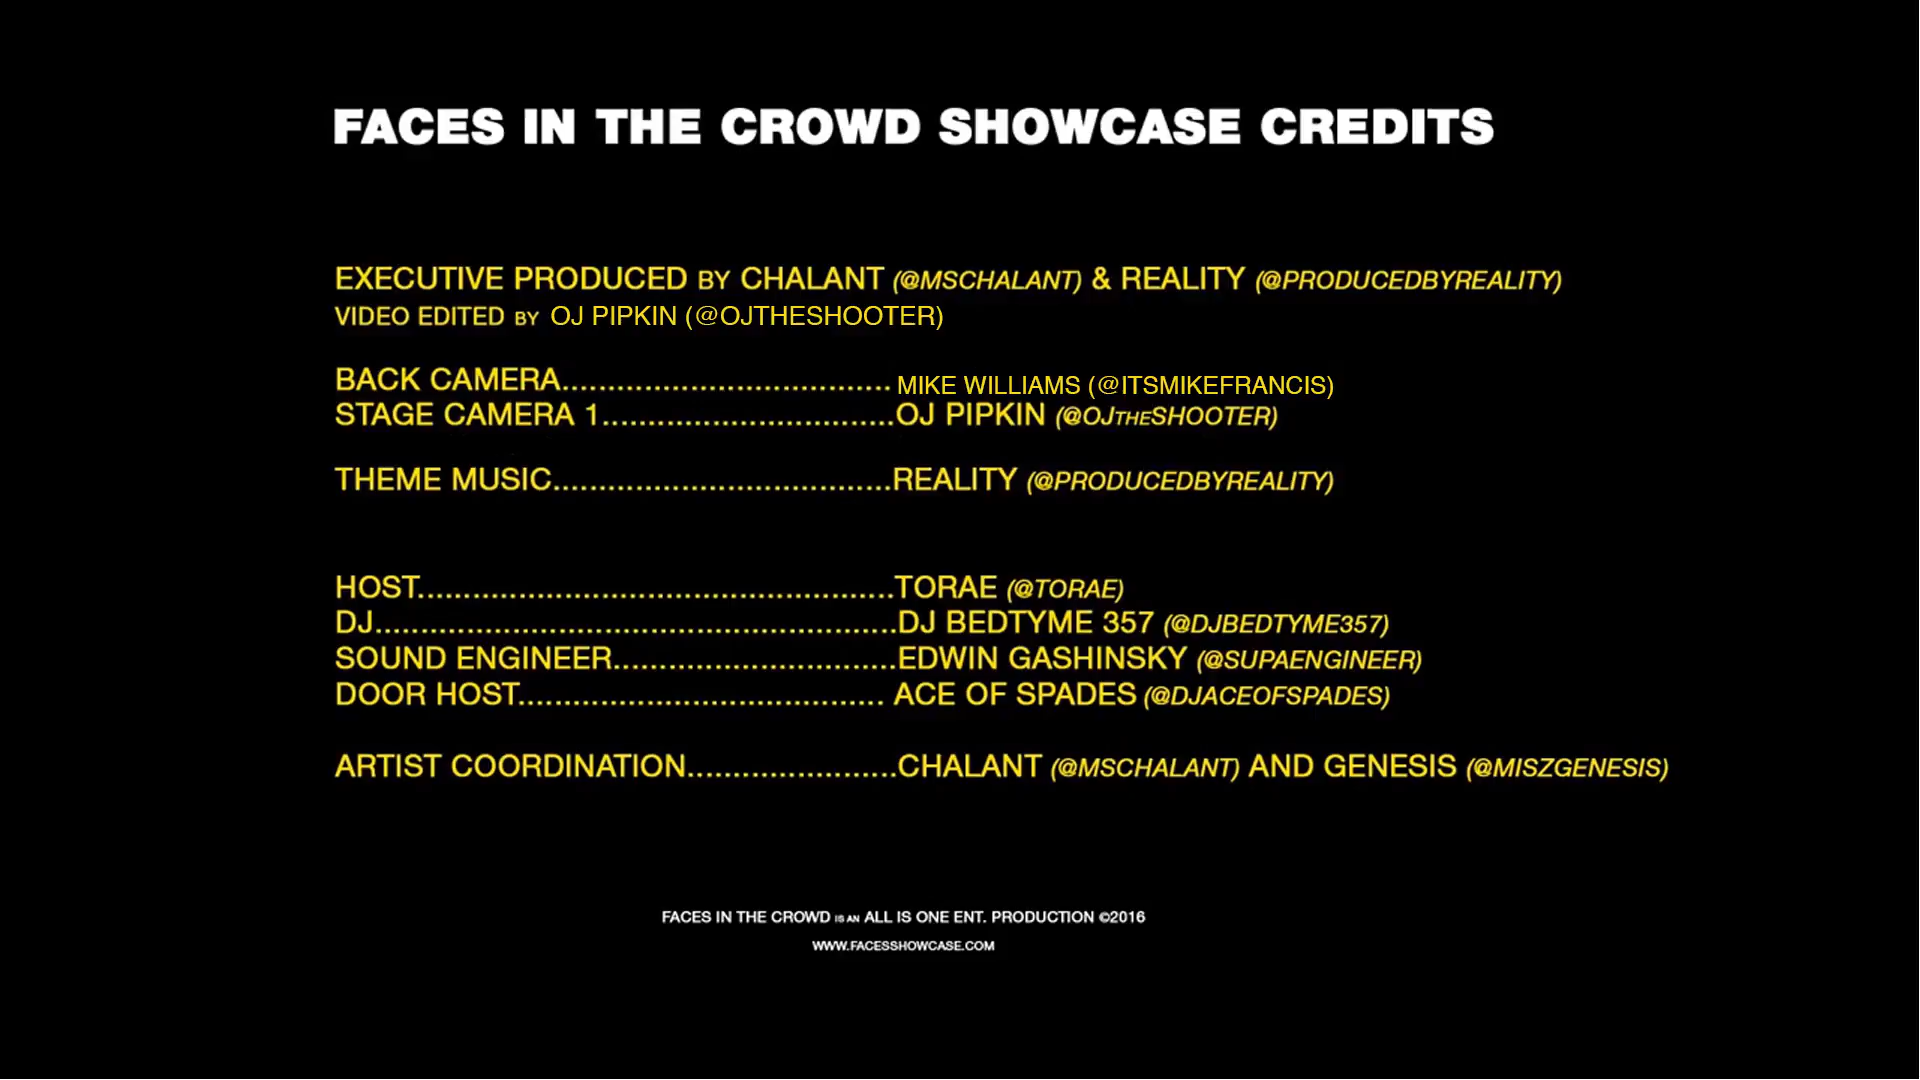 FACES IN THE CROWD SHOWCASE CREDITS
EXECUTIVE PRODUCED BY CHALANT (@MSCHALANT) & REALITY (@PRODUCEDBYREALITY)
VIDEO EDITED BY OJ PIPKIN (@OJTHESHOOTER)
BACK CAMERA.................................... MIKE WILLIAMS (@ITSMIKEFRANCIS)
STAGE CAMERA 1................................OJ PIPKIN (@OJTHESHOOTER)
THEME MUSIC.....................................REALITY (@PRODUCEDBYREALITY)
HOST....................................................TORAE (@TORAE)
DJ.........................................................DJ BEDTYME 357 (@DJBEDTYME357)
SOUND ENGINEER...............................EDWIN GASHINSKY (@SUPAENGINEER)
DOOR HOST........................................ ACE OF SPADES (@DJACEOFSPADES)
ARTIST COORDINATION.......................CHALANT (@MSCHALANT) AND GENESIS (@MISZGENESIS)
FACES IN THE CROWD IS AN ALL IS ONE ENT. PRODUCTION ©2016
WWW.FACESSHOWCASE.COM